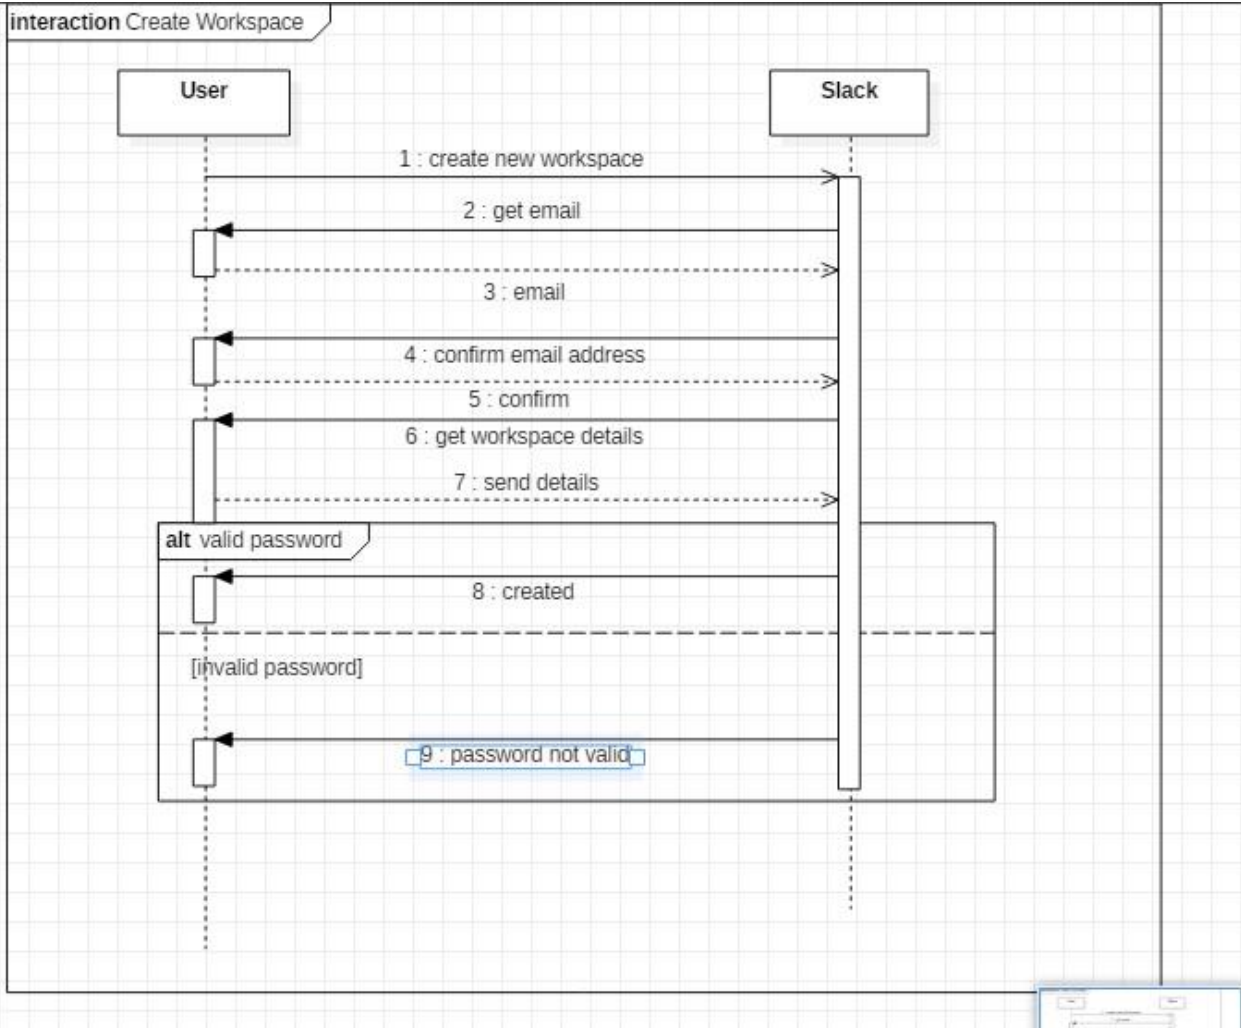 interaction Create Workspace
User
Slack
1 : create new workspace
2 : get email
3 : email
4 : confirm email address
5 : confirm
6 : get workspace details
7 : send details
alt valid password
8 : created
[invalid password]
9 : password not valid